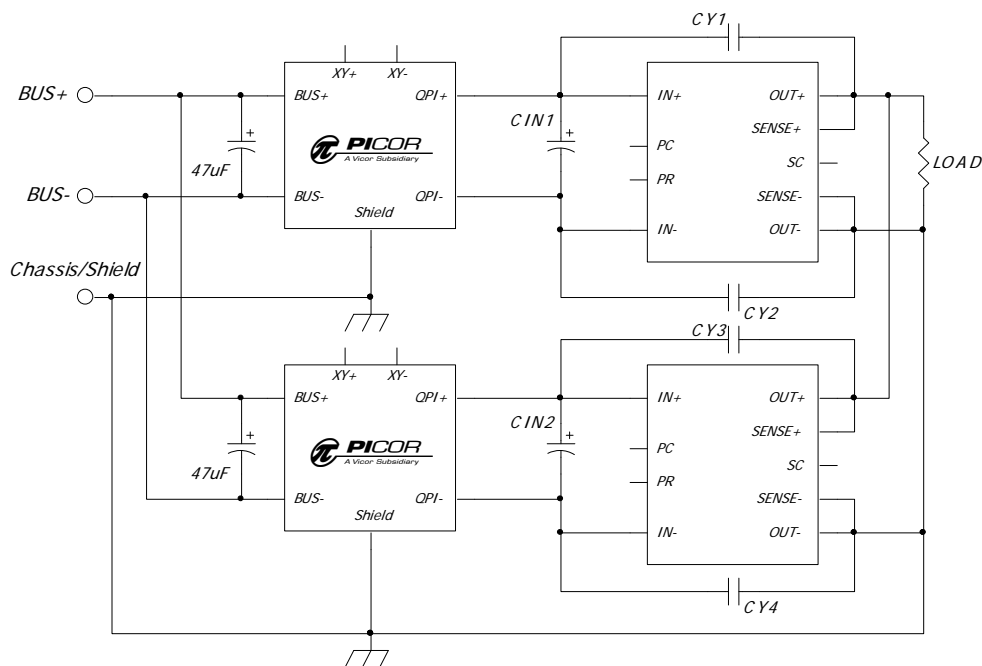 CY1
XY+ XY-
BUS+
BUS+ QPI+
IN+ OUT+
CIN1
SENSE+
47uF
π PICOR
A Vicor Subsidiary
PC
SC
LOAD
PR
BUS-
BUS- QPI-
SENSE-
Shield
IN- OUT-
Chassis/Shield
CY2
CY3
XY+ XY-
BUS+ QPI+
IN+ OUT+
CIN2
SENSE+
47uF
π PICOR
A Vicor Subsidiary
PC
SC
PR
BUS- QPI-
SENSE-
Shield
IN- OUT-
CY4